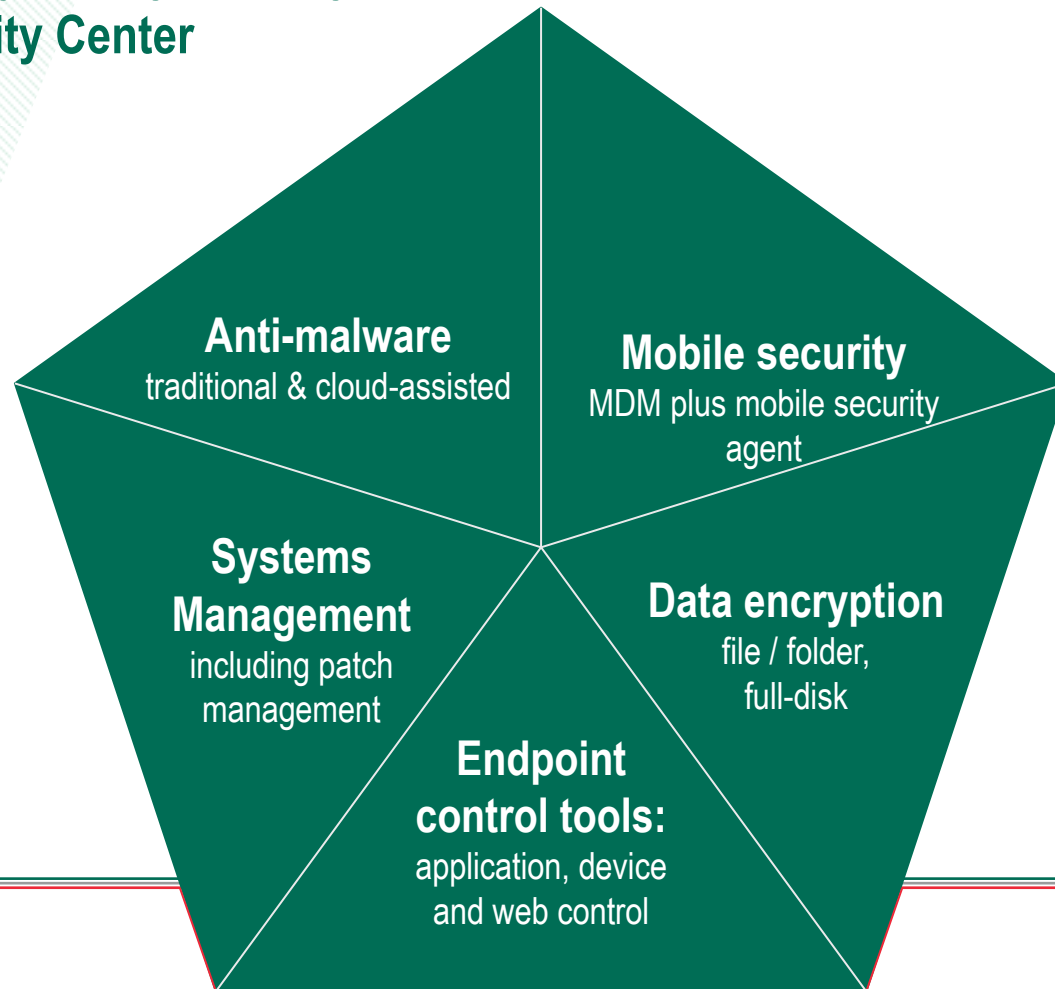 ity Center
Anti-malware
traditional & cloud-assisted
Mobile security
MDM plus mobile security
agent
Systems
Management
including patch
management
Data encryption
file / folder,
full-disk
Endpoint
control tools:
application, device
and web control